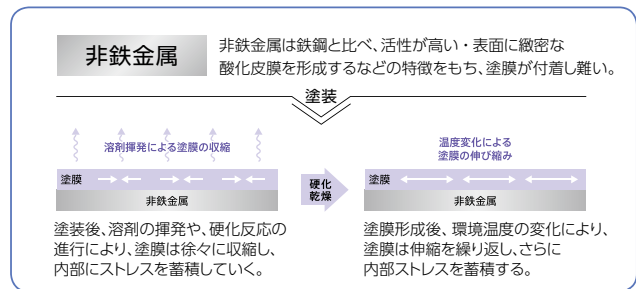 非鉄金属
非鉄金属は鉄鋼と比べ、活性が高い・表面に緻密な
酸化皮膜を形成するなどの特徴をもち、塗膜が付着し難い。
塗装
溶剤揮発による塗膜の収縮
塗膜
非鉄金属
硬化
乾燥
温度変化による
塗膜の伸び縮み
塗膜
非鉄金属
塗装後、溶剤の揮発や、硬化反応の
進行により、塗膜は徐々に収縮し、
内部にストレスを蓄積していく。
塗膜形成後、環境温度の変化により、
塗膜は伸縮を繰り返し、さらに
内部ストレスを蓄積する。